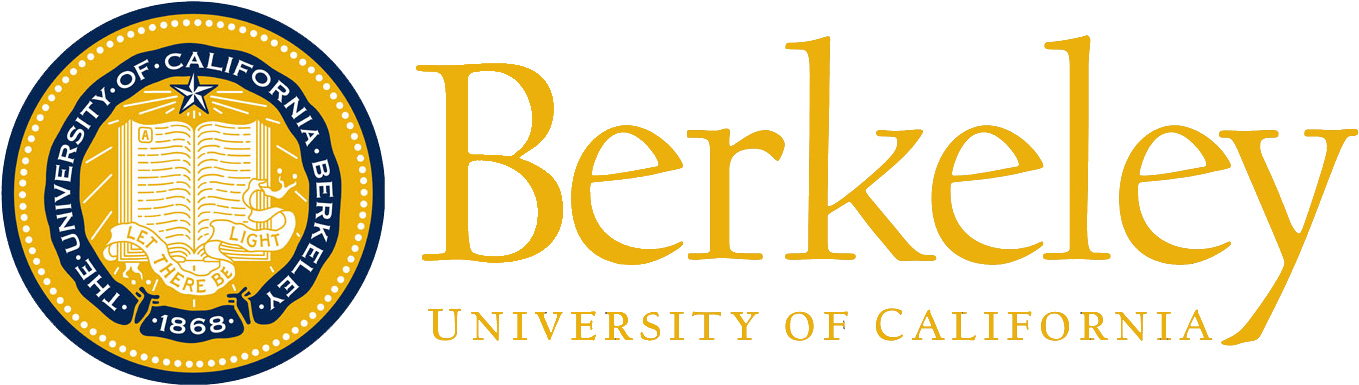 THE · UNIVERSITY · OF · CALIFORNIA · BERKELEY
A
LET THERE BE LIGHT
· 1868 ·
Berkeley
UNIVERSITY OF CALIFORNIA